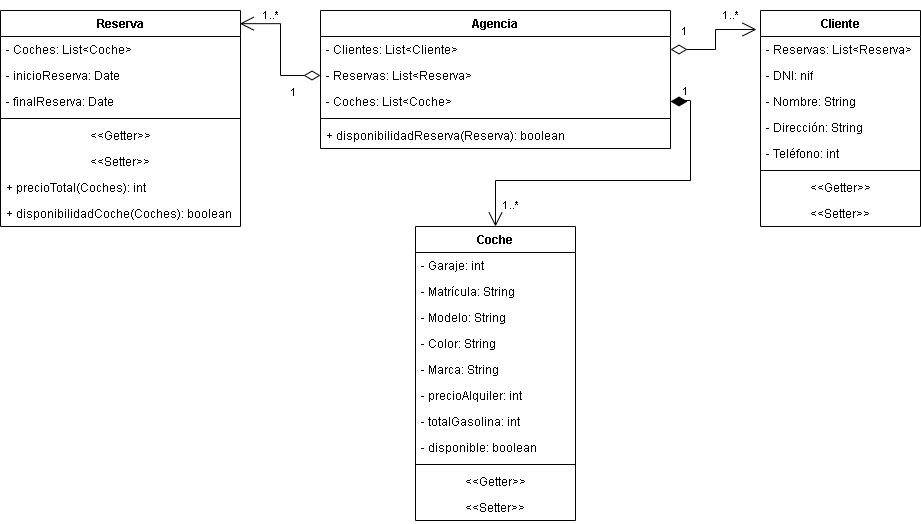 Reserva
- Coches: List<Coche>
- inicioReserva: Date
- finalReserva: Date
<<Getter>>
<<Setter>>
+ precioTotal(Coches): int
+ disponibilidadCoche(Coches): boolean
1..*
1
Agencia
- Clientes: List<Cliente>
- Reservas: List<Reserva>
- Coches: List<Coche>
+ disponibilidadReserva(Reserva): boolean
1
1..*
1
1..*
Cliente
- Reservas: List<Reserva>
- DNI: nif
- Nombre: String
- Dirección: String
- Teléfono: int
<<Getter>>
<<Setter>>
Coche
- Garaje: int
- Matrícula: String
- Modelo: String
- Color: String
- Marca: String
- precioAlquiler: int
- totalGasolina: int
- disponible: boolean
<<Getter>>
<<Setter>>